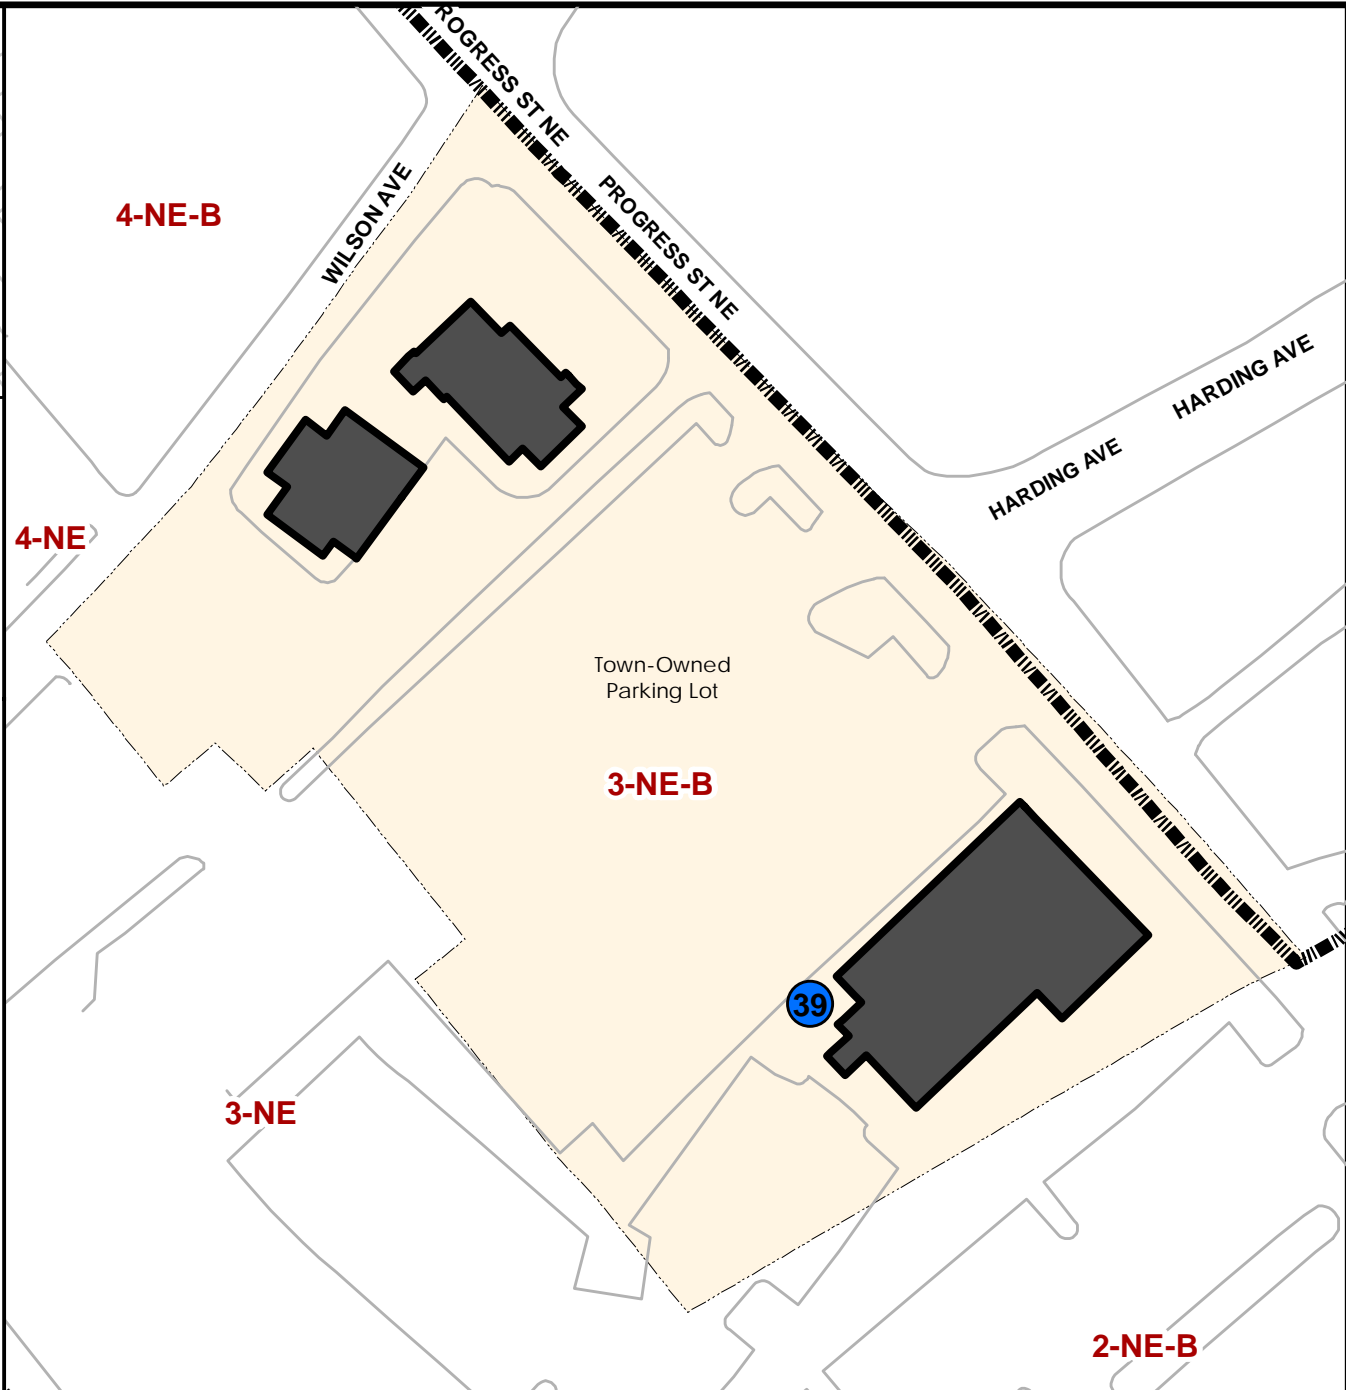 ROGRESS ST NE
PROGRESS ST NE
WILSON AVE
4-NE-B
HARDING AVE
HARDING AVE
4-NE
Town-Owned
Parking Lot
3-NE-B
39
3-NE
2-NE-B